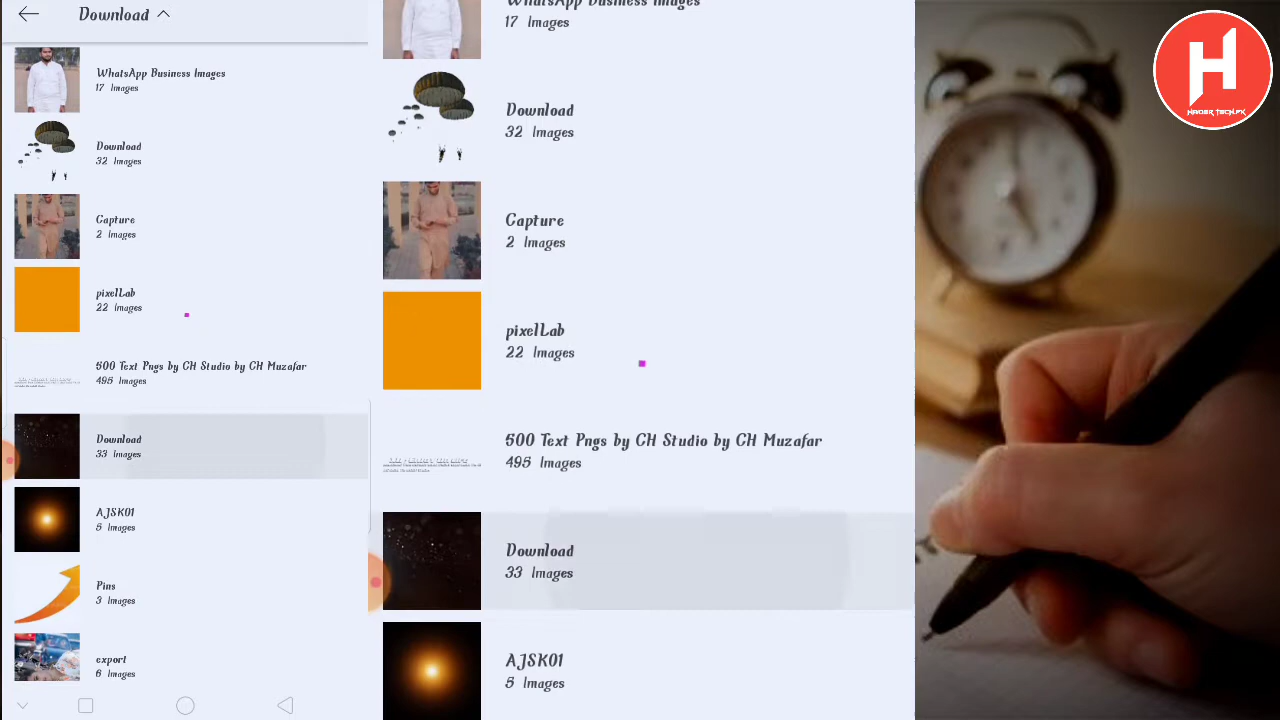 Download
WhatsApp Business Images
17 Images
Download
32 Images
Capture
2 Images
pixelLab
22 Images
500 Text Pngs by CH Studio by CH Muzafar
495 Images
Download
33 Images
AJSK01
5 Images
Pins
3 Images
export
6 Images
WhatsApp Business Images
17 Images
Download
32 Images
Capture
2 Images
pixelLab
22 Images
500 Text Pngs by CH Studio by CH Muzafar
495 Images
Download
33 Images
AJSK01
5 Images
H